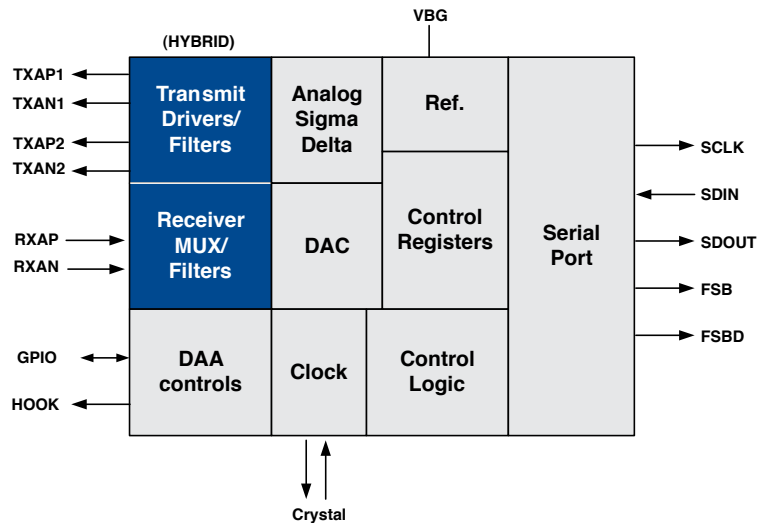 VBG
(HYBRID)
TXAP1
TXAN1
TXAP2
TXAN2
Transmit
Drivers/
Filters
Analog
Sigma
Delta
Ref.
RXAP
RXAN
Receiver
MUX/
Filters
DAC
Control
Registers
Serial
Port
SCLK
SDIN
SDOUT
FSB
FSBD
GPIO
HOOK
DAA
controls
Clock
Control
Logic
Crystal